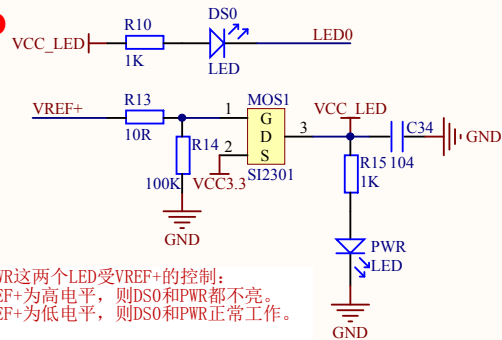 DS0
R10
VCC_LED
LED0
1K
LED
R13
MOS1
VCC_LED
VREF+
1
G
D
S
3
C34
GND
10R
R14
2
R15
104
100K
VCC3.3
SI2301
1K
GND
PWR
LED
WR这两个LED受VREF+的控制：
EF+为高电平，则DS0和PWR都不亮。
EF+为低电平，则DS0和PWR正常工作。
GND